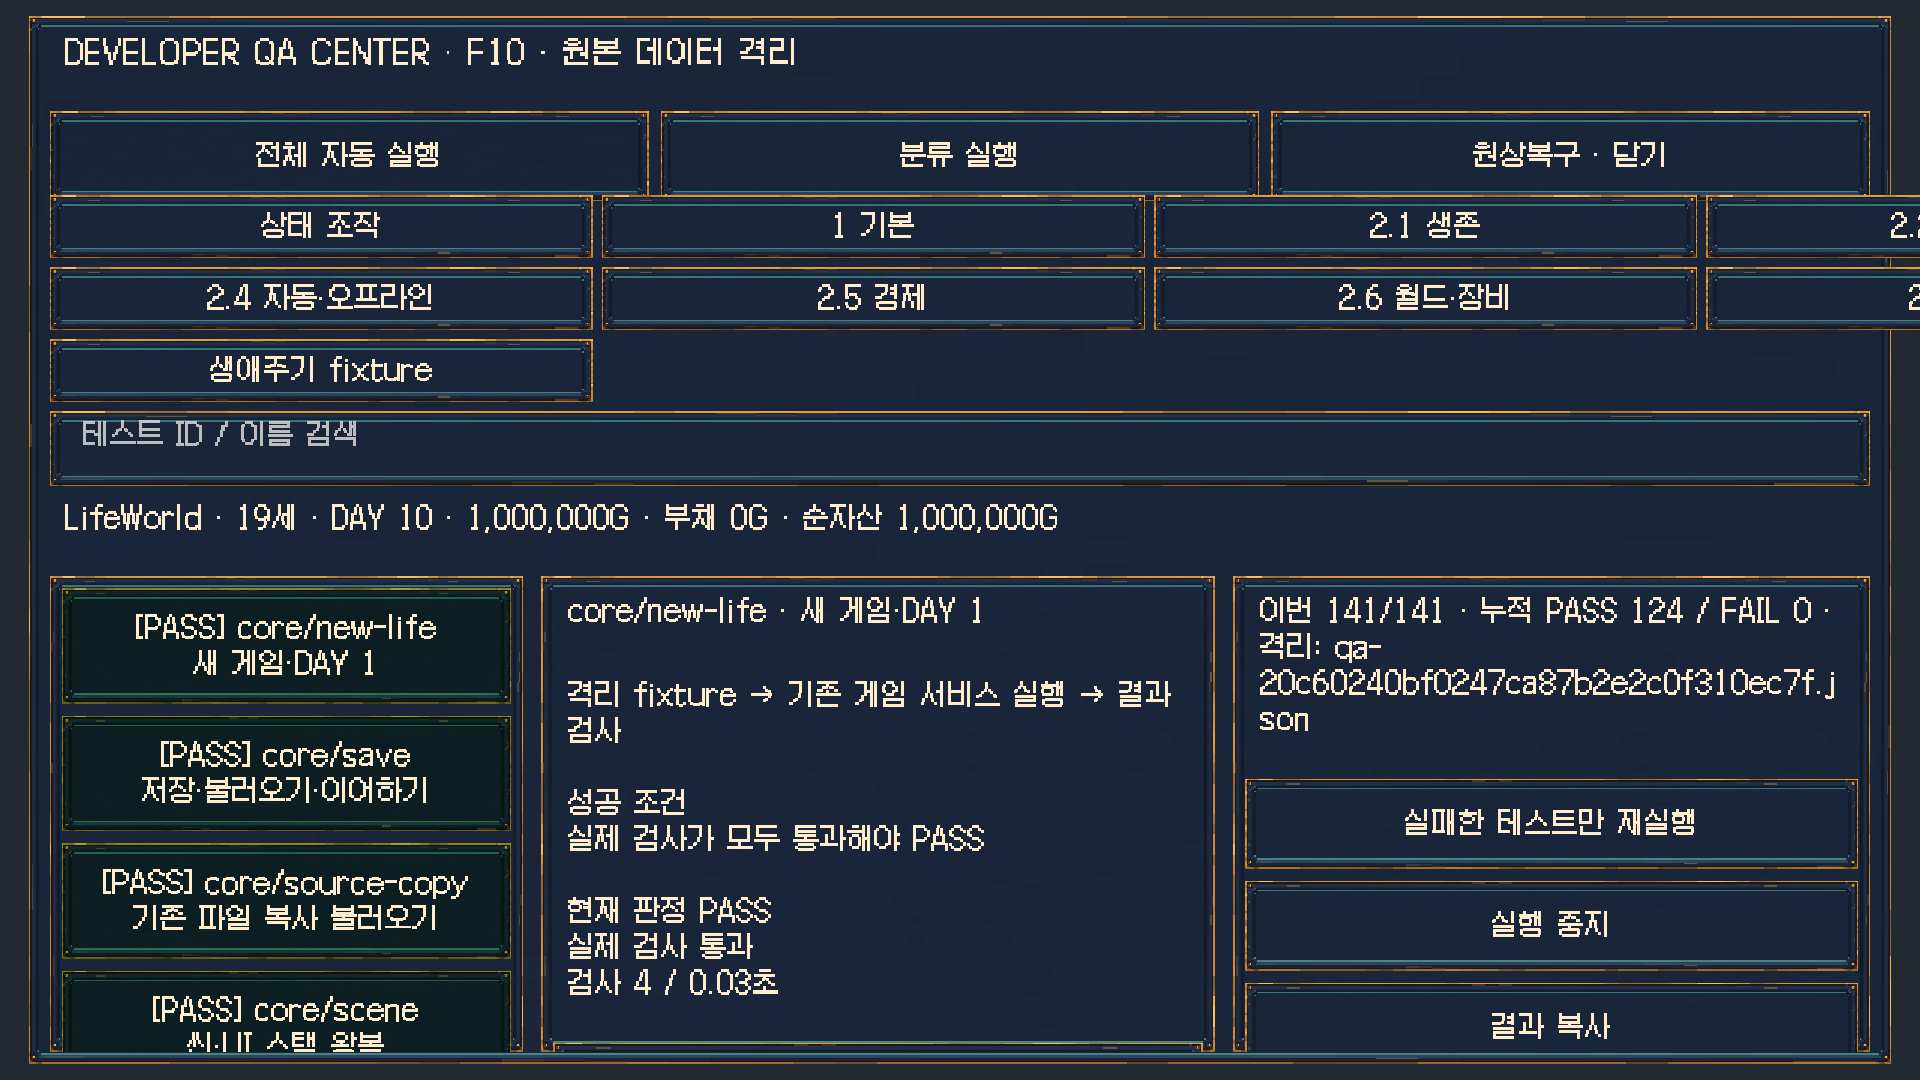 DEVELOPER QA CENTER · F10 · 원본 데이터 격리
전체 자동 실행
분류 실행
원상복구 · 닫기
상태 조작
1 기본
2.1 생존
2.4 자동·오프라인
2.5 경제
2.6 월드·장비
생애주기 fixture
테스트 ID / 이름 검색
LifeWorld · 19세 · DAY 10 · 1,000,000G · 부채 0G · 순자산 1,000,000G
[PASS] core/new-life
새 게임·DAY 1
[PASS] core/save
저장·불러오기·이어하기
[PASS] core/source-copy
기존 파일 복사 불러오기
[PASS] core/scene
씬·UI 스택 왕복
core/new-life · 새 게임·DAY 1
격리 fixture → 기존 게임 서비스 실행 → 결과
검사
성공 조건
실제 검사가 모두 통과해야 PASS
현재 판정 PASS
실제 검사 통과
검사 4 / 0.03초
이번 141/141 · 누적 PASS 124 / FAIL 0 ·
격리: qa-
20c60240bf0247ca87b2e2c0f310ec7f.j
son
실패한 테스트만 재실행
실행 중지
결과 복사